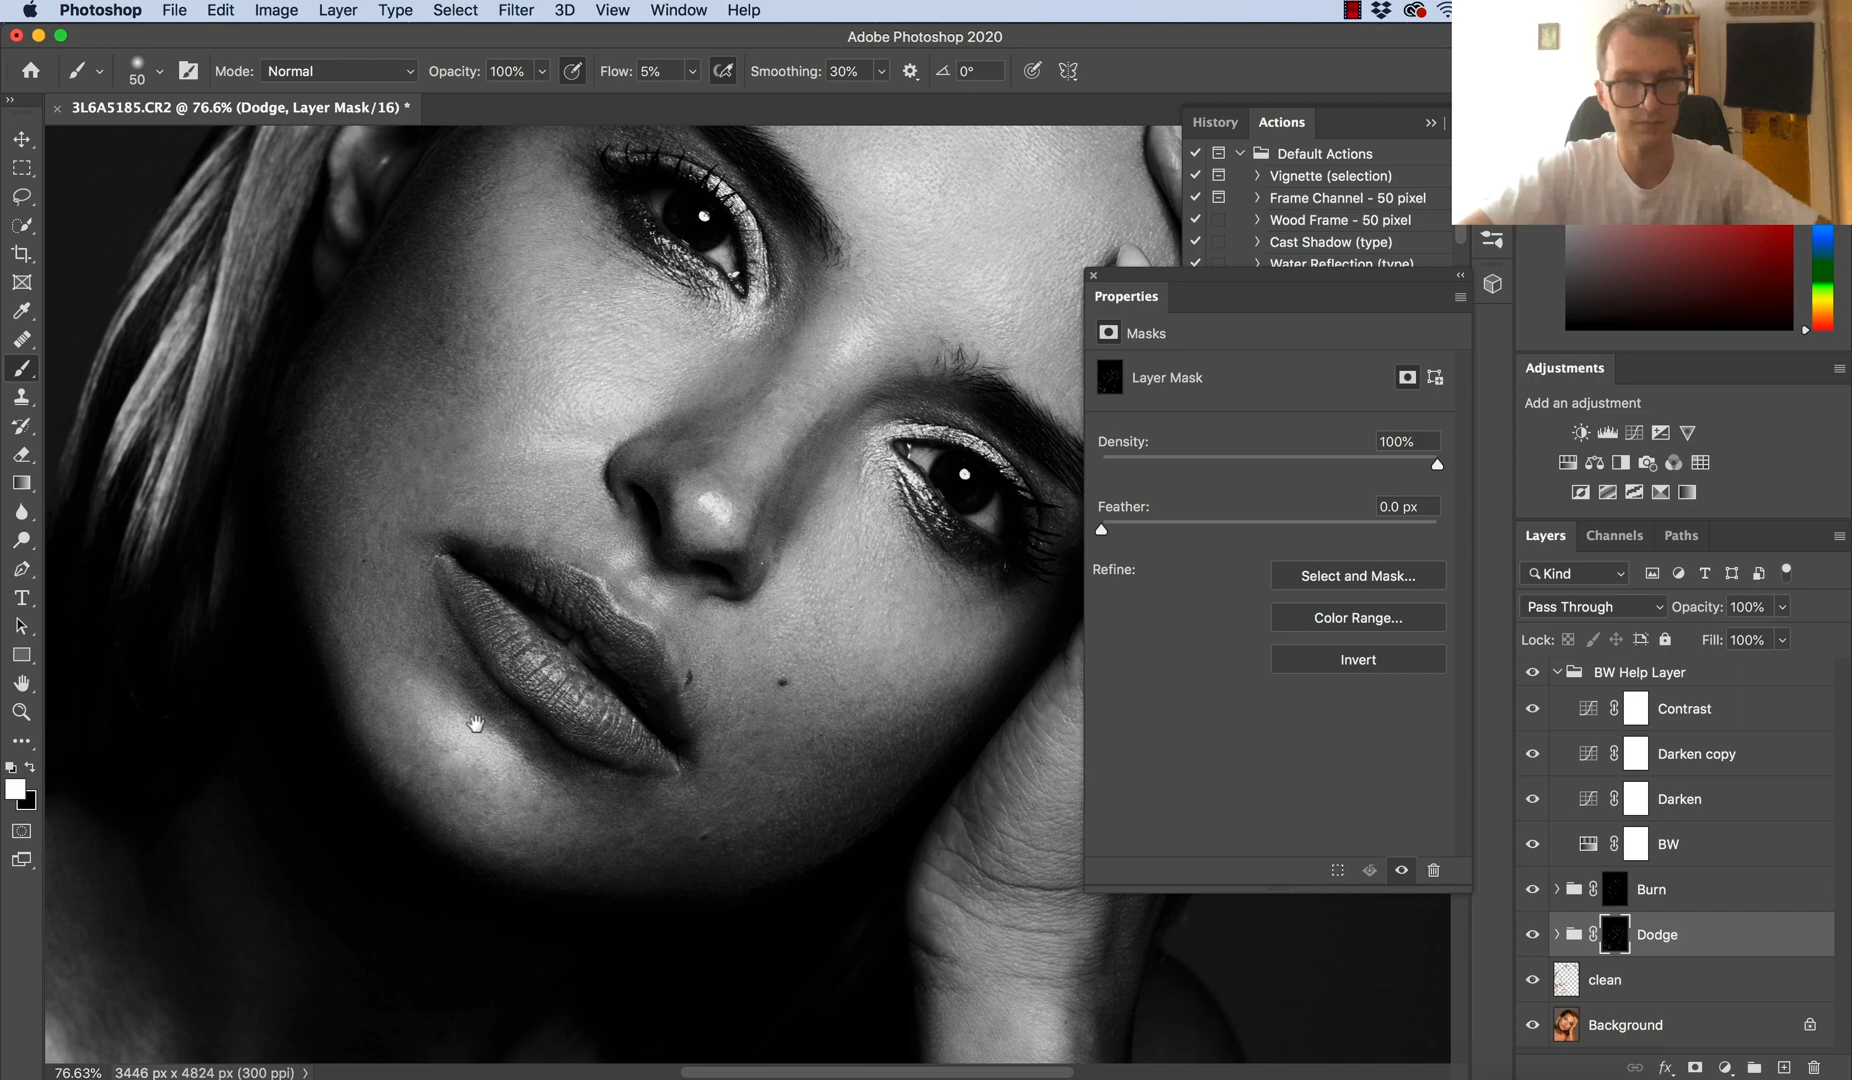 Photoshop File Edit Image Layer Type Select Filter 3D View Window Help
Adobe Photoshop 2020
50 Mode: Normal Opacity: 100% Flow: 5% Smoothing: 30% 0°
3L6A5185.CR2 @ 76.6% (Dodge, Layer Mask/16) *
History Actions
Default Actions
Vignette (selection)
Frame Channel - 50 pixel
Wood Frame - 50 pixel
Cast Shadow (type)
Water Reflection (type)
Properties
Masks
Layer Mask
Density: 100%
Feather: 0.0 px
Refine: Select and Mask...
Color Range...
Invert
Adjustments
Add an adjustment
Layers Channels Paths
Kind
Pass Through Opacity: 100%
Lock: Fill: 100%
BW Help Layer
Contrast
Darken copy
Darken
BW
Burn
Dodge
clean
Background
fx
76.63% 3446 px x 4824 px (300 ppi)